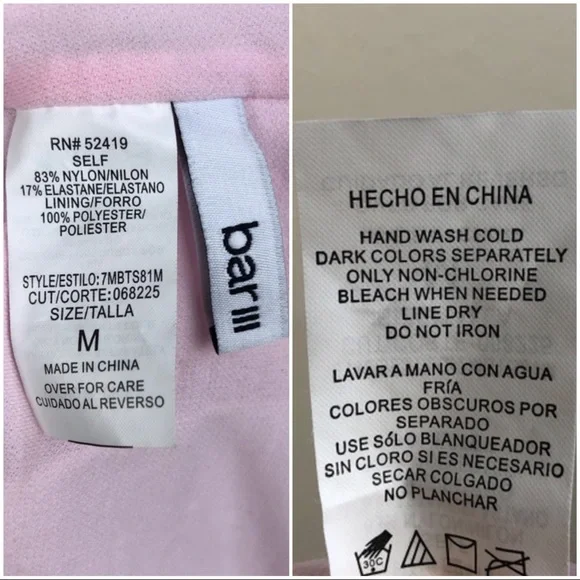 RN# 52419
SELF
83% NYLON/NILON
17% ELASTANE/ELASTANO
LINING/FORRO
100% POLYESTER/
POLIESTER
STYLE/ESTILO:7MBTS81M
CUT/CORTE:068225
SIZE/TALLA
M
MADE IN CHINA
OVER FOR CARE
CUIDADO AL REVERSO
bar III
HECHO EN CHINA
HAND WASH COLD
DARK COLORS SEPARATELY
ONLY NON-CHLORINE
BLEACH WHEN NEEDED
LINE DRY
DO NOT IRON
LAVAR A MANO CON AGUA
FRÍA
COLORES OBSCUROS POR
SEPARADO
USE SóLO BLANQUEADOR
SIN CLORO SI ES NECESARIO
SECAR COLGADO
NO PLANCHAR
30C